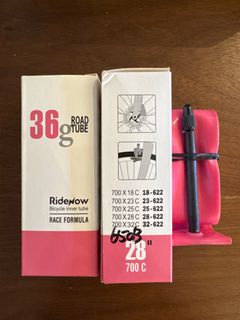 36g
ROAD
TUBE
Ridenow
Bicycle inner tube
RACE FORMULA
700 X 18 C 18-622
700 X 23 C 23-622
700 X 25 C 25-622
700 X 28 C 28-622
700 X 32 C 32-622
650B
28"
700 C